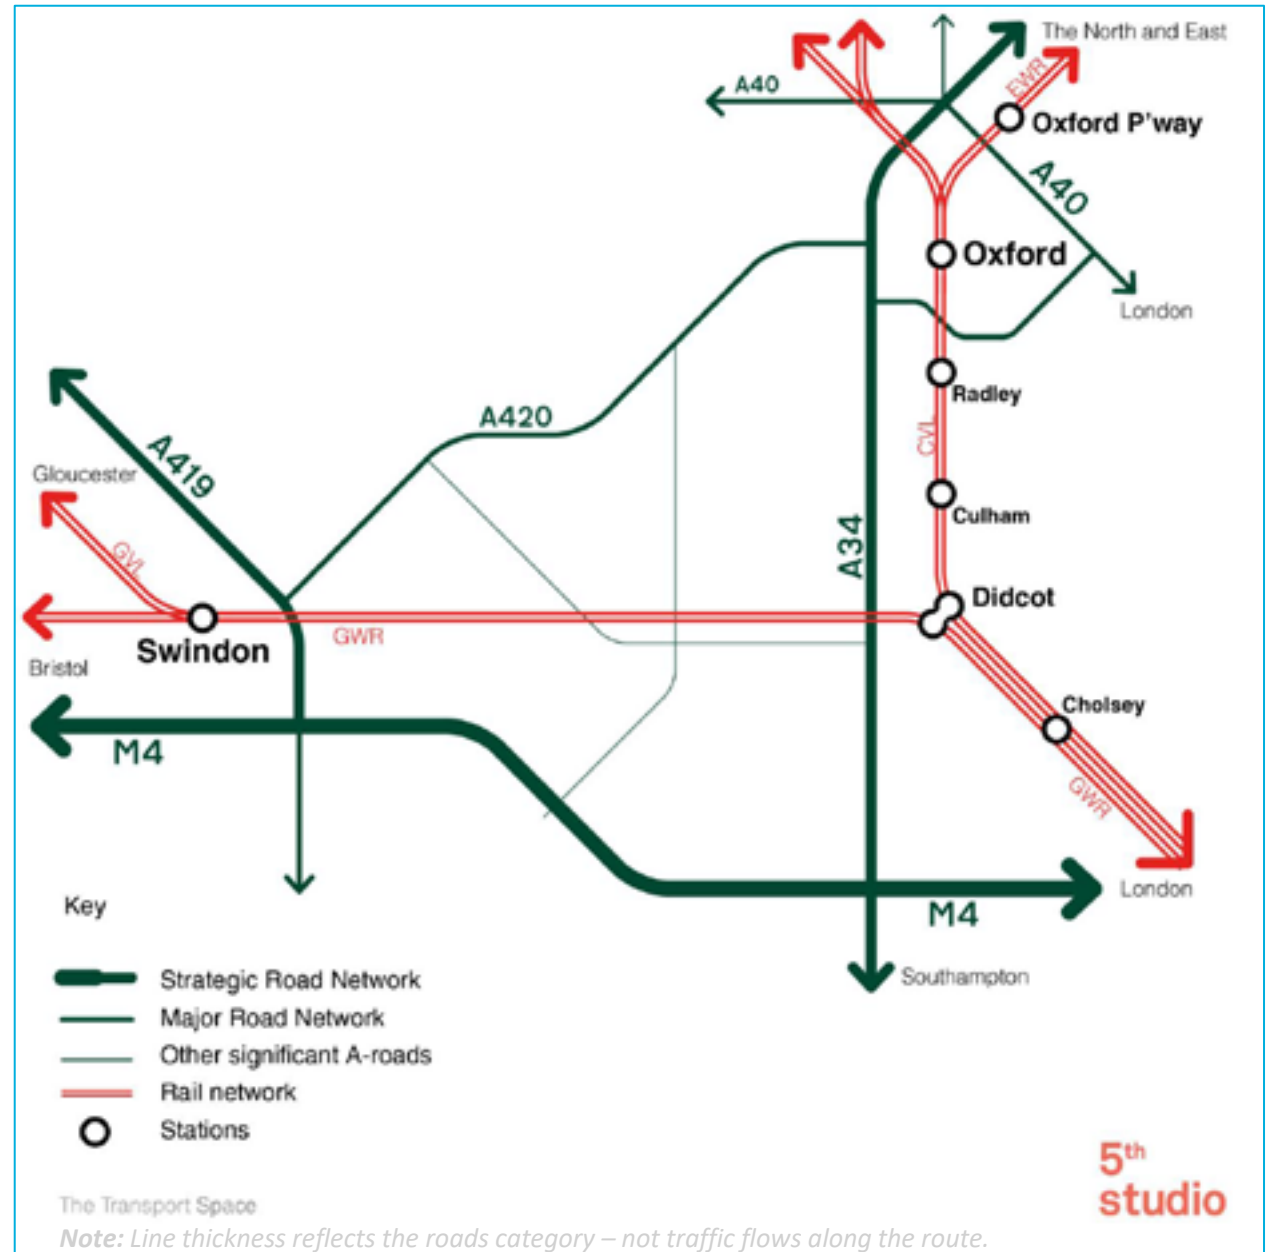 The North and East
A40
EWR
Oxford P'way
A40
Oxford
London
Radley
A420
CVL
A419
Gloucester
Culham
A34
GVL
Didcot
Swindon
GWR
Bristol
Cholsey
M4
GWR
London
M4
Key
Southampton
Strategic Road Network
Major Road Network
Other significant A-roads
Rail network
Stations
5th
studio
The Transport Space
Note: Line thickness reflects the roads category – not traffic flows along the route.